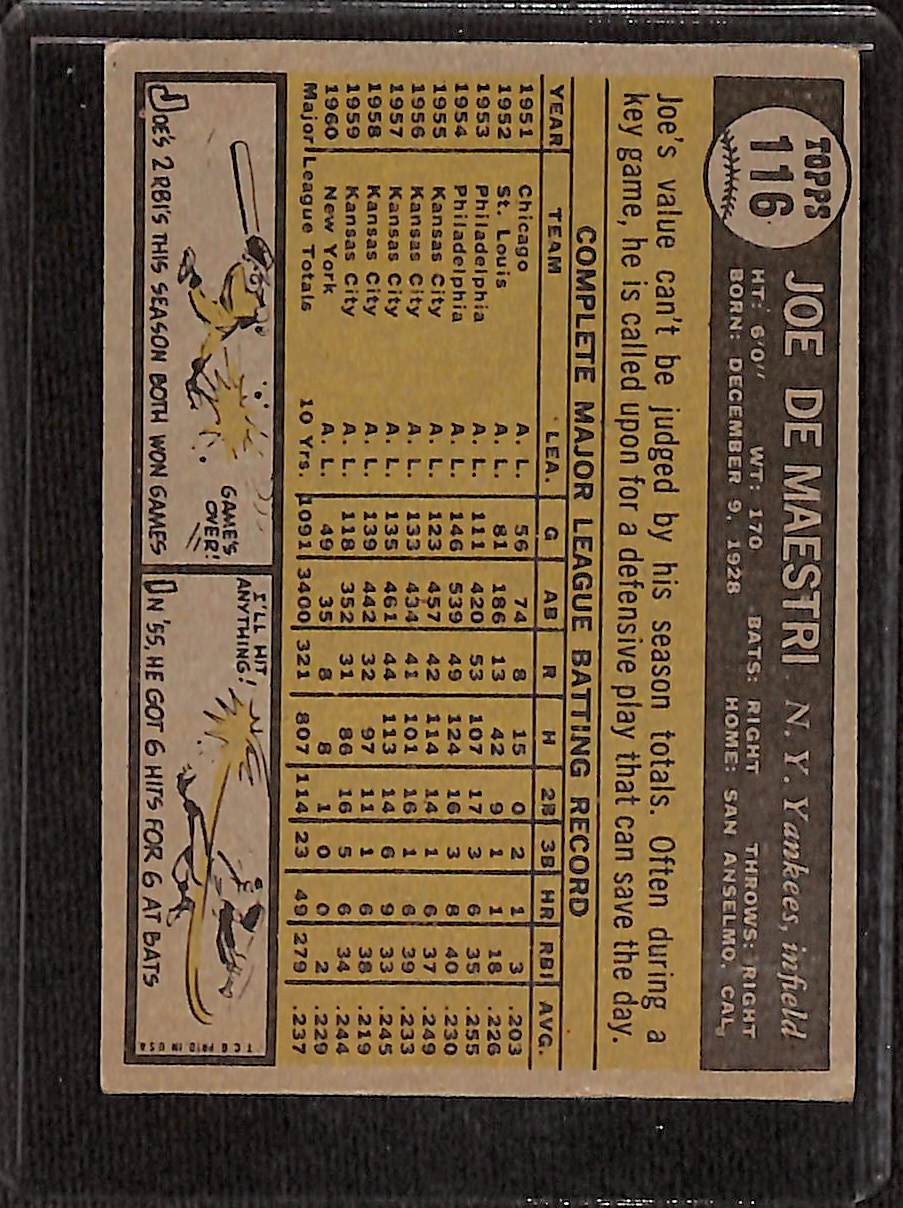 TOPPS
116
JOE DE MAESTRI N. Y. Yankees, infield
HT: 6'0" WT: 170 BATS: RIGHT THROWS: RIGHT
BORN: DECEMBER 9, 1928 HOME: SAN ANSELMO, CAL.
Joe's value can't be judged by his season totals. Often during a
key game, he is called upon for a defensive play that can save the day.
COMPLETE MAJOR LEAGUE BATTING RECORD
YEAR TEAM LEA. G AB R H 2B 3B HR RBI AVG.
1951 Chicago A. L. 56 74 8 15 0 2 1 3 .203
1952 St. Louis A. L. 81 186 13 42 9 1 1 18 .226
1953 Philadelphia A. L. 111 420 53 107 17 3 6 35 .255
1954 Philadelphia A. L. 146 539 49 124 16 3 8 40 .230
1955 Kansas City A. L. 123 457 42 114 14 1 6 37 .249
1956 Kansas City A. L. 133 434 41 101 16 1 6 39 .233
1957 Kansas City A. L. 135 461 44 113 14 6 9 33 .245
1958 Kansas City A. L. 139 442 32 97 11 1 6 38 .219
1959 Kansas City A. L. 118 352 31 86 16 5 6 34 .244
1960 New York A. L. 49 35 8 8 1 0 0 2 .229
Major League Totals 10 Yrs. 1091 3400 321 807 114 23 49 279 .237
GAME'S
OVER!
JOE'S 2 RBI'S THIS SEASON BOTH WON GAMES
I'LL HIT
ANYTHING!
IN '55, HE GOT 6 HITS FOR 6 AT BATS
T C G PRTD IN USA